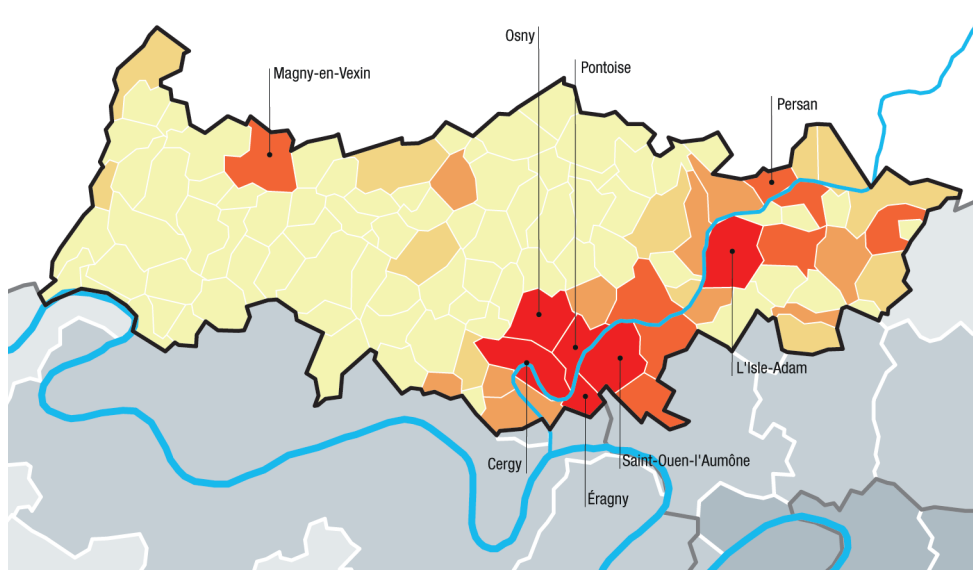 Osny
Pontoise
Magny-en-Vexin
Persan
L'Isle-Adam
Cergy
Saint-Ouen-l'Aumône
Éragny